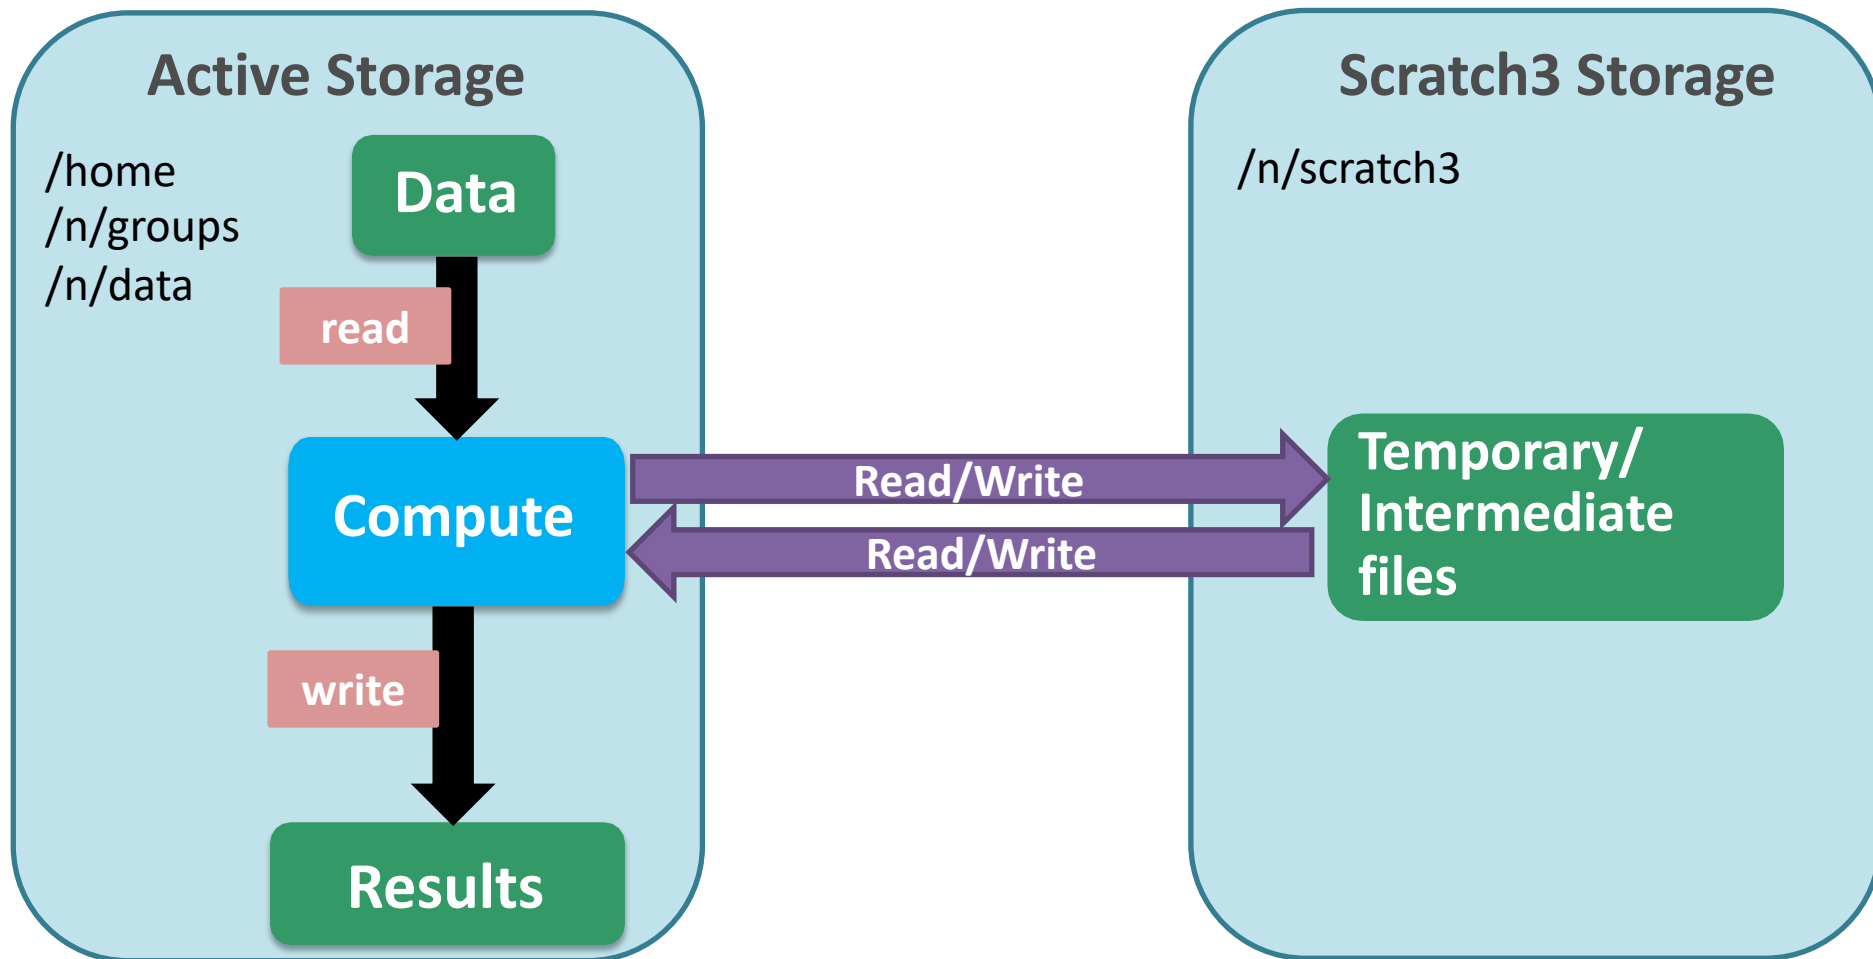 Active Storage
/home
/n/groups
/n/data
Data
read
Compute
write
Results
Read/Write
Read/Write
Scratch3 Storage
/n/scratch3
Temporary/
Intermediate
files